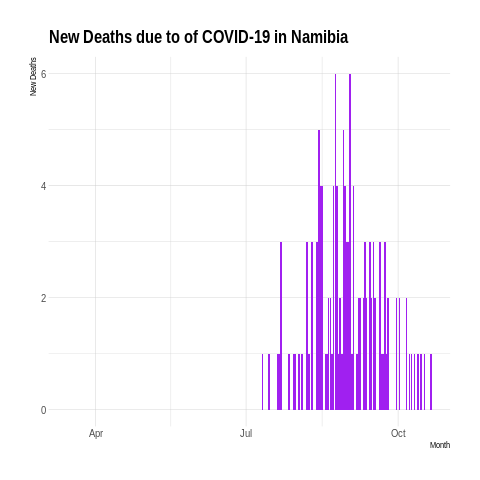 New Deaths due to of COVID-19 in Namibia
New Deaths
6
4
2
0
Apr
Jul
Oct
Month